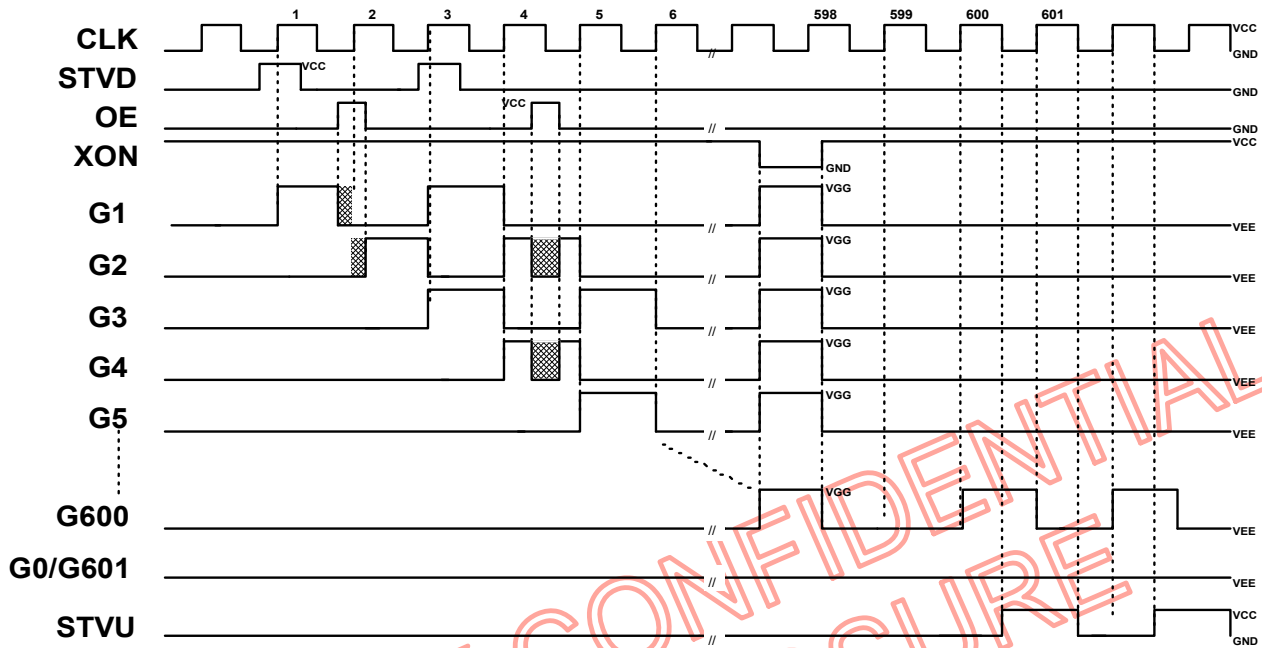 1 2 3 4 5 6 598 599 600 601
CLK VCC GND
STVD VCC GND
OE VCC // GND
XON VCC GND
G1 VGG // VEE
G2 VGG // VEE
G3 VGG // VEE
G4 VGG // VEE
G5 VGG // VEE
G600 VGG // VEE
G0/G601 // VEE
STVU // VCC GND
CONFIDENTIAL